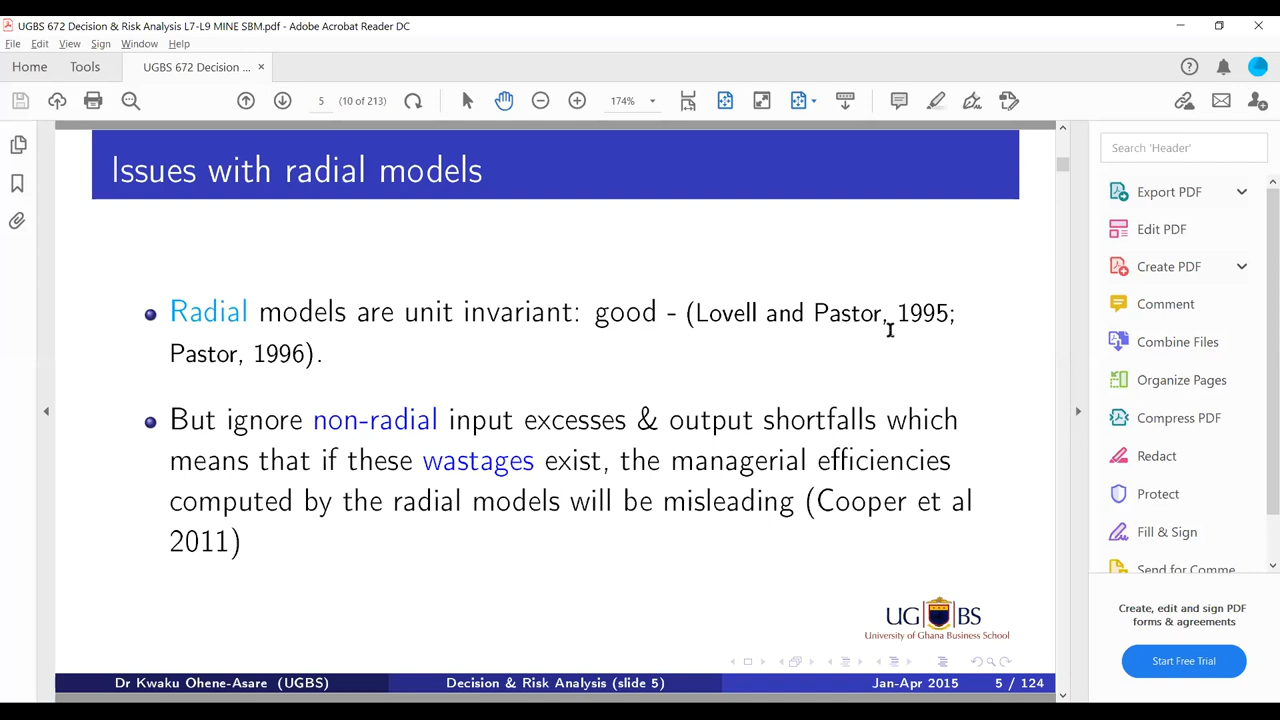 UGBS 672 Decision & Risk Analysis L7-L9 MINE SBM.pdf - Adobe Acrobat Reader DC
File Edit View Sign Window Help
Home Tools UGBS 672 Decision ... ×
5 (10 of 213) 174%
Issues with radial models
Radial models are unit invariant: good - (Lovell and Pastor, 1995;
Pastor, 1996).
But ignore non-radial input excesses & output shortfalls which
means that if these wastages exist, the managerial efficiencies
computed by the radial models will be misleading (Cooper et al
2011)
UG BS
University of Ghana Business School
Dr Kwaku Ohene-Asare (UGBS) Decision & Risk Analysis (slide 5) Jan-Apr 2015 5 / 124
Search 'Header'
Export PDF
Edit PDF
Create PDF
Comment
Combine Files
Organize Pages
Compress PDF
Redact
Protect
Fill & Sign
Send for Comme
Create, edit and sign PDF
forms & agreements
Start Free Trial